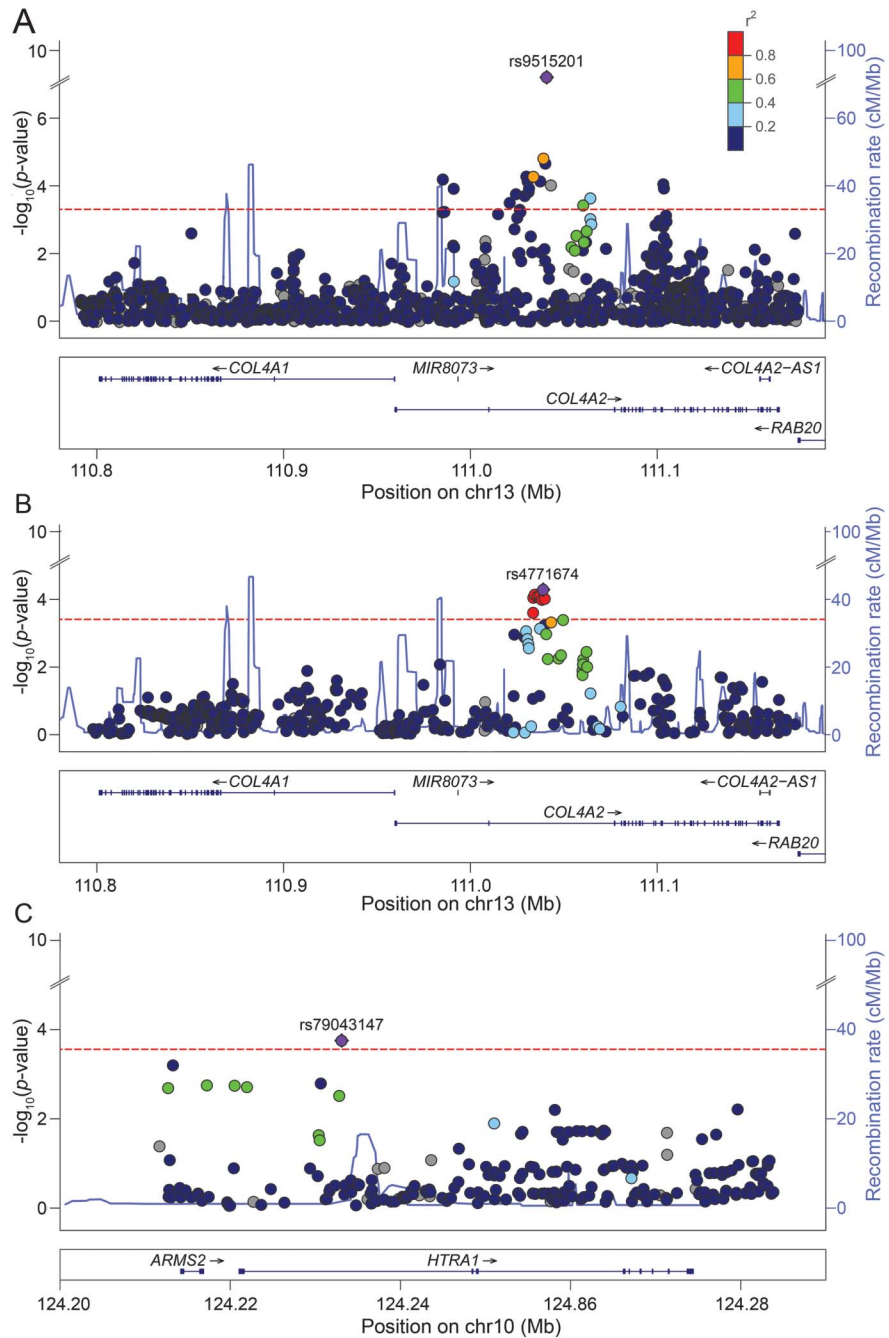 A
r²
10
100
rs9515201
0.8
80
0.6
0.4
6
60
0.2
-log₁₀(p-value)
Recombination rate (cM/Mb)
4
40
2
20
0
0
←COL4A1
MIR8073→
←COL4A2−AS1
COL4A2→
←RAB20
110.8
110.9
111.0
111.1
Position on chr13 (Mb)
B
10
100
rs4771674
4
40
-log₁₀(p-value)
Recombination rate (cM/Mb)
2
20
0
0
←COL4A1
MIR8073→
←COL4A2−AS1
COL4A2→
←RAB20
110.8
110.9
111.0
111.1
Position on chr13 (Mb)
C
10
100
rs79043147
4
40
-log₁₀(p-value)
Recombination rate (cM/Mb)
2
20
0
0
ARMS2→
HTRA1→
124.20
124.22
124.24
124.86
124.28
Position on chr10 (Mb)